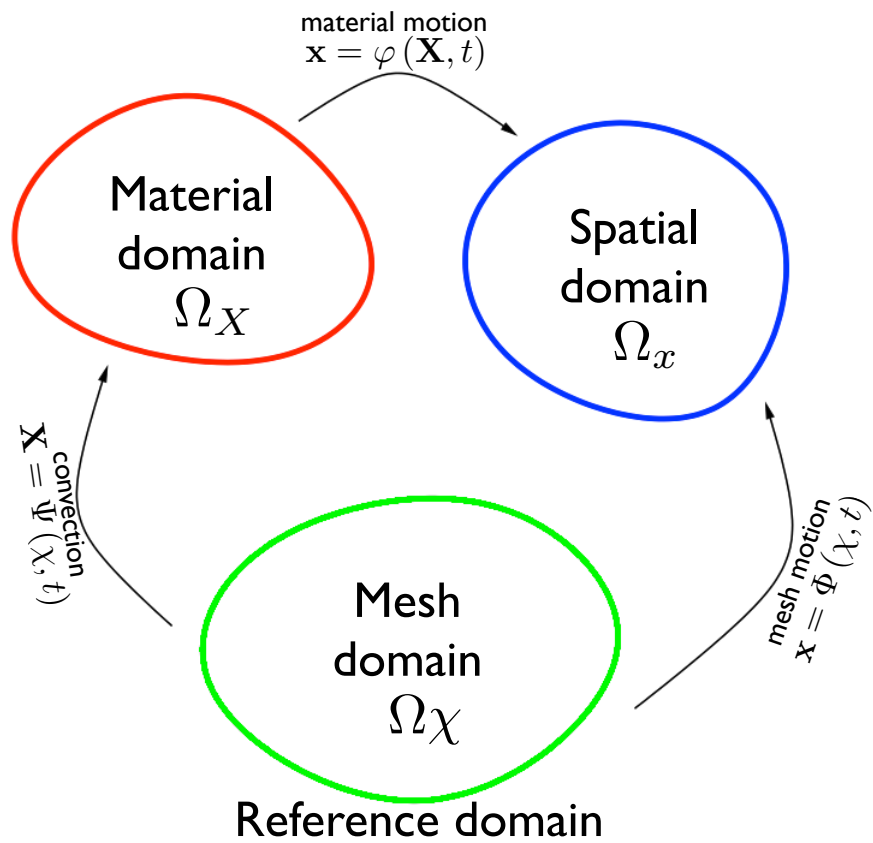 material motion
x = φ (X, t)
Material
domain
Ω_X
Spatial
domain
Ω_x
convection
X = Ψ (χ, t)
mesh motion
x = Φ (χ, t)
Mesh
domain
Ωχ
Reference domain